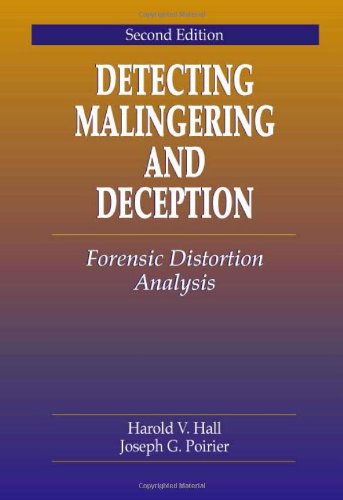 Second Edition
DETECTING
MALINGERING
AND
DECEPTION
Forensic Distortion
Analysis
Harold V. Hall
Joseph G. Poirier